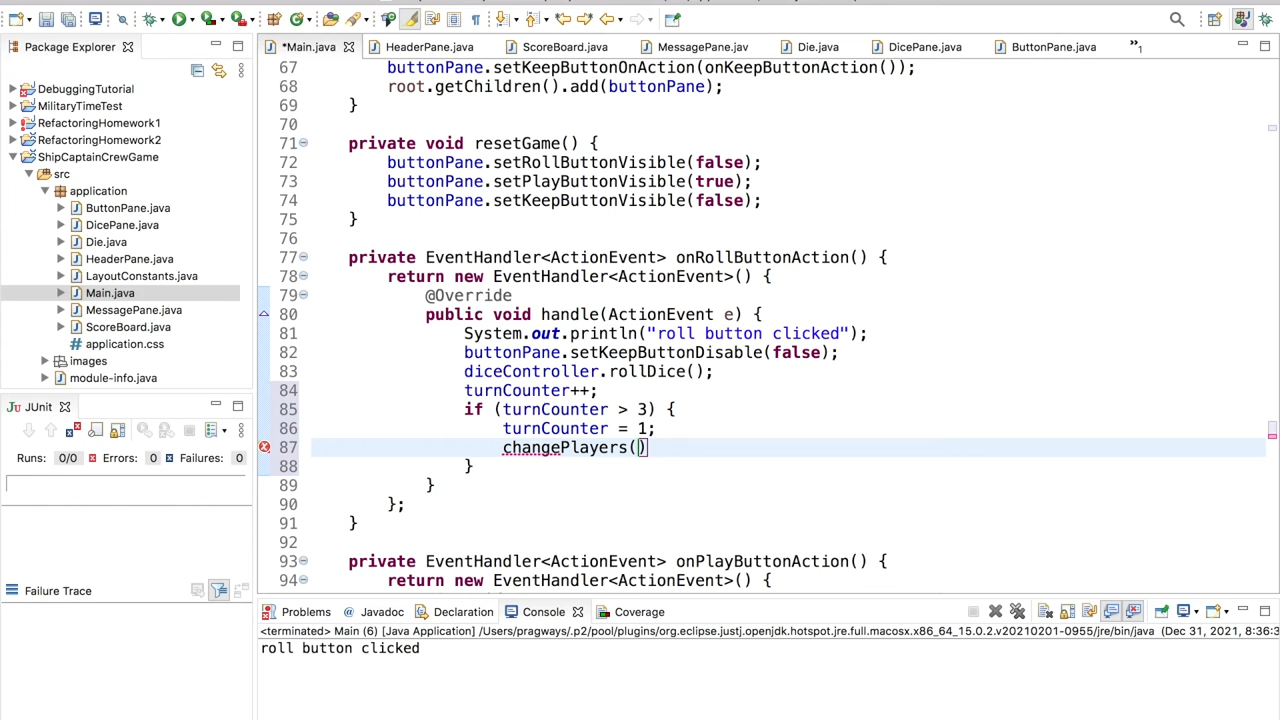 Package Explorer
DebuggingTutorial
MilitaryTimeTest
RefactoringHomework1
RefactoringHomework2
ShipCaptainCrewGame
src
application
ButtonPane.java
DicePane.java
Die.java
HeaderPane.java
LayoutConstants.java
Main.java
MessagePane.java
ScoreBoard.java
application.css
images
module-info.java
JUnit
Runs: 0/0 Errors: 0 Failures: 0
Failure Trace
*Main.java HeaderPane.java ScoreBoard.java MessagePane.jav Die.java DicePane.java ButtonPane.java »1
67 buttonPane.setKeepButtonOnAction(onKeepButtonAction());
68 root.getChildren().add(buttonPane);
69 }
70
71 private void resetGame() {
72 buttonPane.setRollButtonVisible(false);
73 buttonPane.setPlayButtonVisible(true);
74 buttonPane.setKeepButtonVisible(false);
75 }
76
77 private EventHandler<ActionEvent> onRollButtonAction() {
78 return new EventHandler<ActionEvent>() {
79 @Override
80 public void handle(ActionEvent e) {
81 System.out.println("roll button clicked");
82 buttonPane.setKeepButtonDisable(false);
83 diceController.rollDice();
84 turnCounter++;
85 if (turnCounter > 3) {
86 turnCounter = 1;
87 changePlayers()
88 }
89 }
90 };
91 }
92
93 private EventHandler<ActionEvent> onPlayButtonAction() {
94 return new EventHandler<ActionEvent>() {
Problems @ Javadoc Declaration Console Coverage
<terminated> Main (6) [Java Application] /Users/pragways/.p2/pool/plugins/org.eclipse.justj.openjdk.hotspot.jre.full.macosx.x86_64_15.0.2.v20210201-0955/jre/bin/java (Dec 31, 2021, 8:36:3
roll button clicked